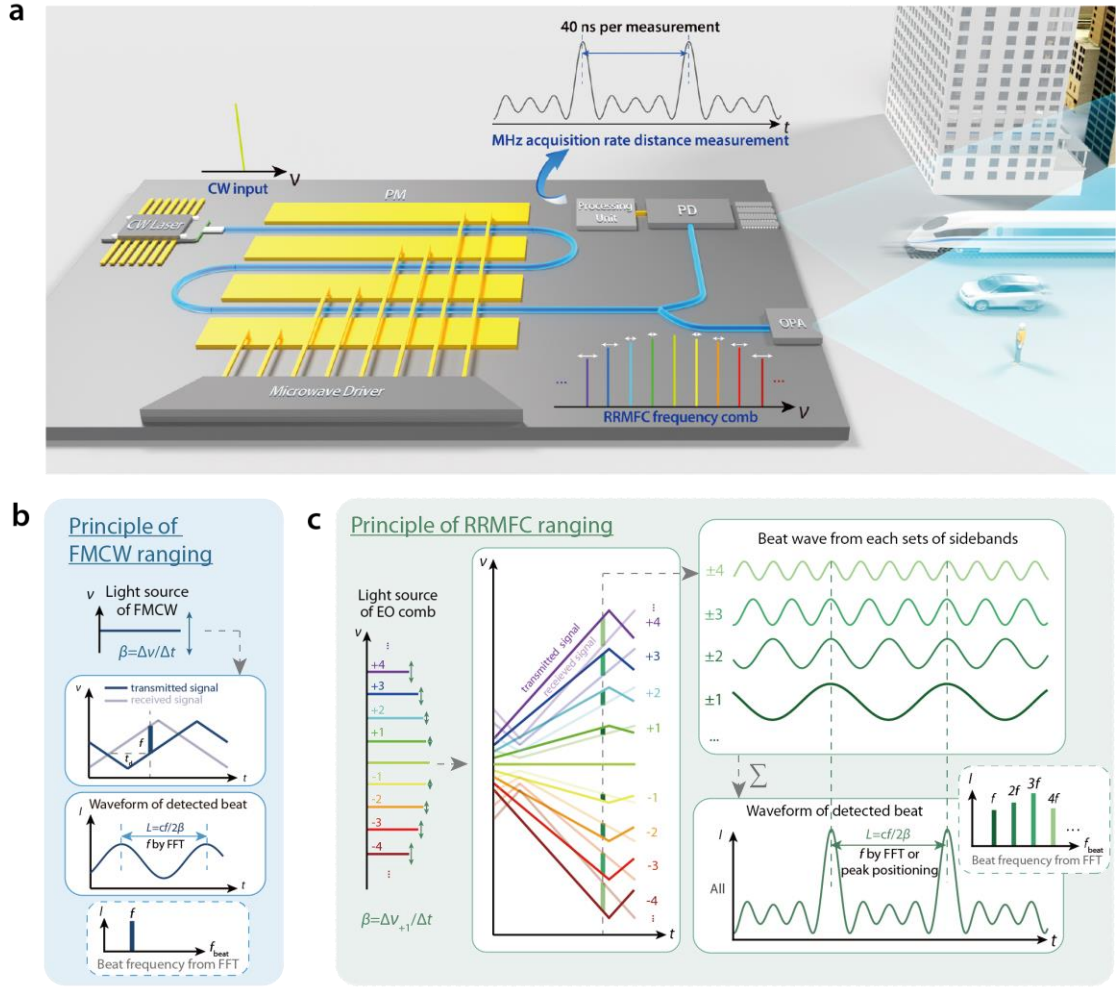 a
40 ns per measurement
t
MHz acquisition rate distance measurement
ν
CW input
CW Laser
PM
Processing
Unit
PD
OPA
Microwave Driver
...
...
ν
RRMFC frequency comb
b
Principle of
FMCW ranging
ν
Light source
of FMCW
β=Δν/Δt
ν
transmitted signal
received signal
f
t_d
t
Waveform of detected beat
I
L=cf/2β
f by FFT
t
I
f
f_beat
Beat frequency from FFT
c
Principle of RRMFC ranging
Light source
of EO comb
ν
...
+4
+3
+2
+1
-1
-2
-3
-4
...
β=Δν₊₁/Δt
ν
transmitted signal
receieved signal
...
+4
+3
+2
+1
-1
-2
-3
-4
...
t
Beat wave from each sets of sidebands
±4
±3
±2
±1
...
Σ
Waveform of detected beat
I
All
L=cf/2β
f by FFT or
peak positioning
t
I
f
2f
3f
4f
...
f_beat
Beat frequency from FFT